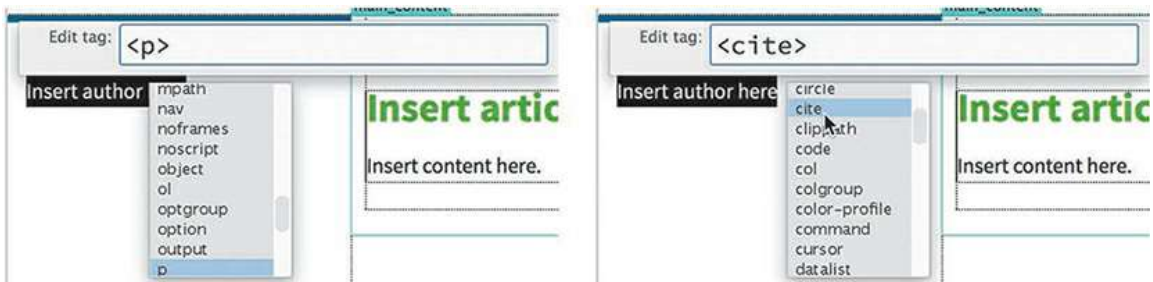 main_content
Edit tag: <p>
Insert author
mpath
nav
noframes
noscript
object
ol
optgroup
option
output
p
Insert artic
Insert content here.
main_content
Edit tag: <cite>
Insert author here
circle
cite
clippath
code
col
colgroup
color-profile
command
cursor
datalist
Insert artic
Insert content here.